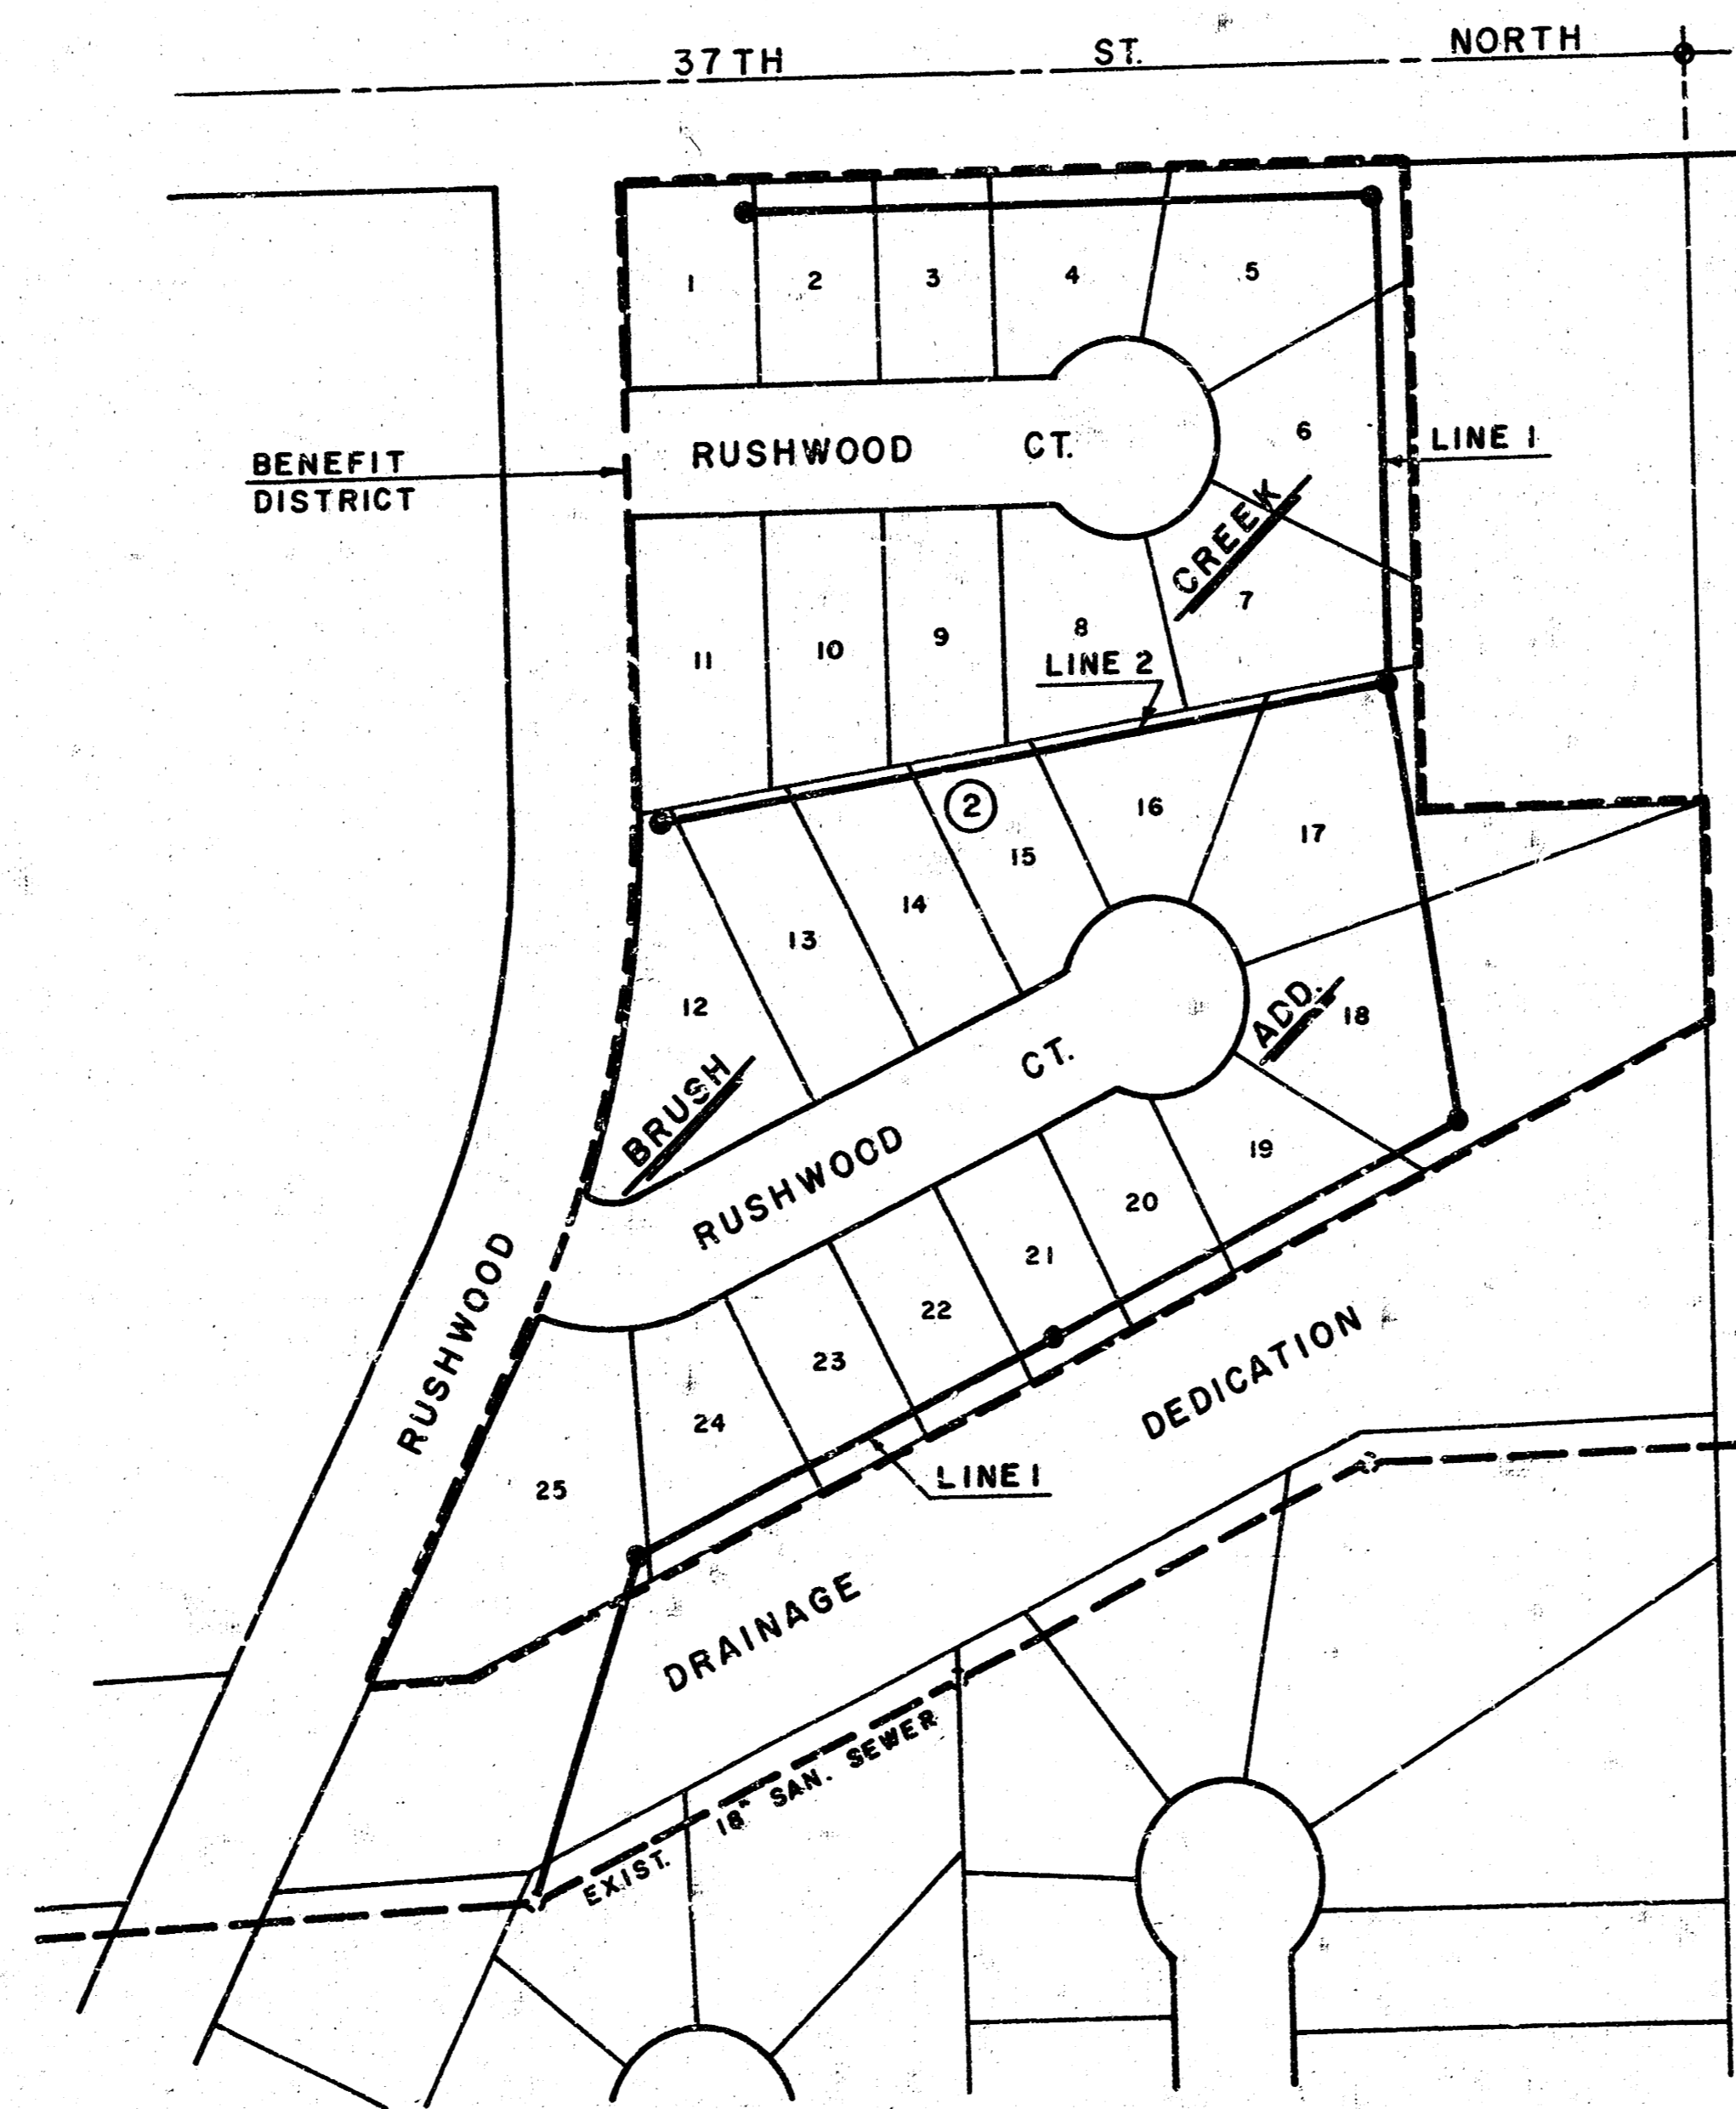 37TH ST. NORTH
1 2 3 4 5
RUSHWOOD CT.
6
LINE 1
BENEFIT
DISTRICT
CREEK
7
11 10 9 8
LINE 2
2
16 17
15
14
13
12
18
ADD.
CT.
BRUSH
RUSHWOOD
19
20
21
22
23
24
25
RUSHWOOD
LINE 1
DRAINAGE DEDICATION
EXIST. 18" SAN. SEWER